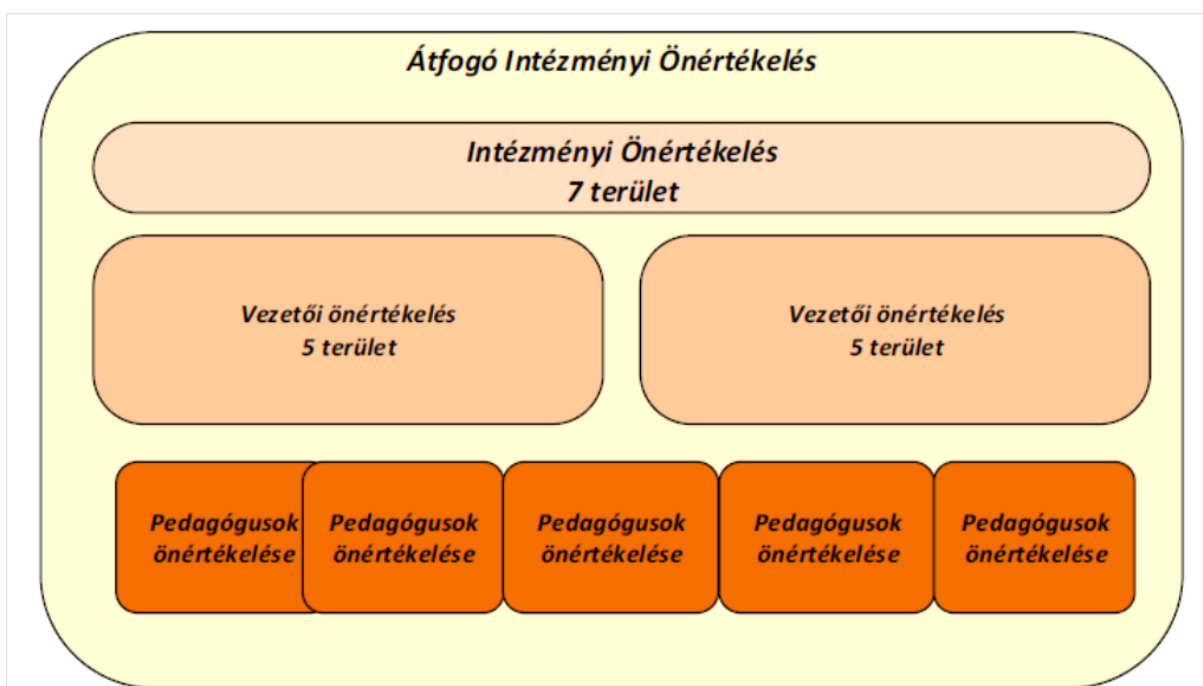 Átfogó Intézményi Önértékelés
Intézményi Önértékelés
7 terület
Vezetői önértékelés
5 terület
Vezetői önértékelés
5 terület
Pedagógusok
önértékelése
Pedagógusok
önértékelése
Pedagógusok
önértékelése
Pedagógusok
önértékelése
Pedagógusok
önértékelése